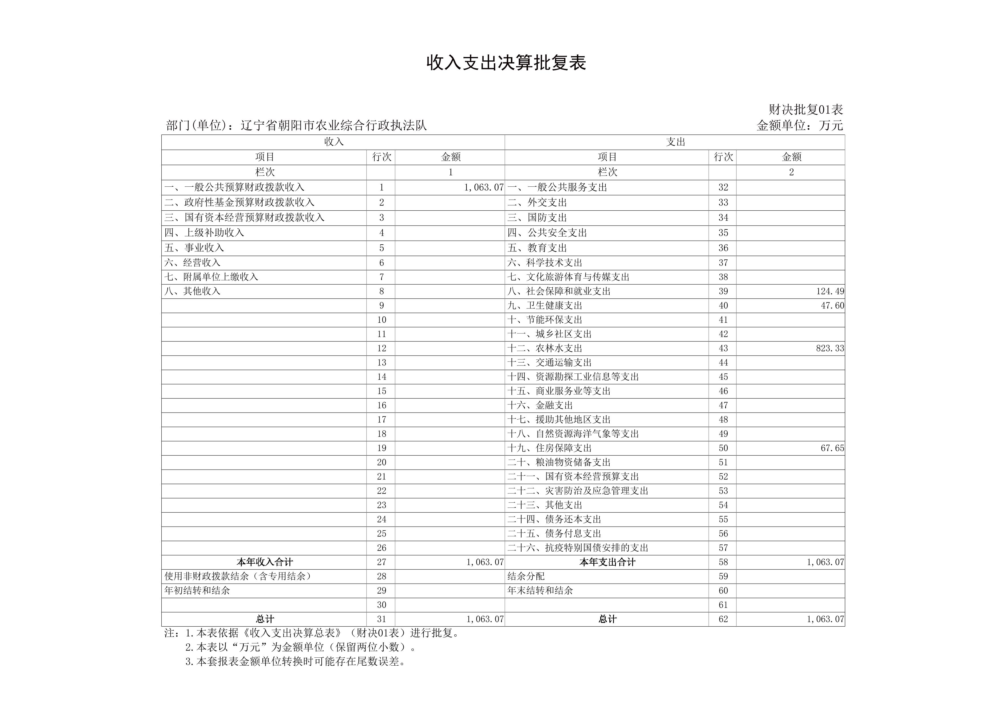 收入支出决算批复表
财决批复01表
部门(单位)：辽宁省朝阳市农业综合行政执法队 金额单位：万元
收入 支出
项目 行次 金额 项目 行次 金额
栏次 1 栏次 2
一、一般公共预算财政拨款收入 1 1,063.07 一、一般公共服务支出 32
二、政府性基金预算财政拨款收入 2 二、外交支出 33
三、国有资本经营预算财政拨款收入 3 三、国防支出 34
四、上级补助收入 4 四、公共安全支出 35
五、事业收入 5 五、教育支出 36
六、经营收入 6 六、科学技术支出 37
七、附属单位上缴收入 7 七、文化旅游体育与传媒支出 38
八、其他收入 8 八、社会保障和就业支出 39 124.49
9 九、卫生健康支出 40 47.60
10 十、节能环保支出 41
11 十一、城乡社区支出 42
12 十二、农林水支出 43 823.33
13 十三、交通运输支出 44
14 十四、资源勘探工业信息等支出 45
15 十五、商业服务业等支出 46
16 十六、金融支出 47
17 十七、援助其他地区支出 48
18 十八、自然资源海洋气象等支出 49
19 十九、住房保障支出 50 67.65
20 二十、粮油物资储备支出 51
21 二十一、国有资本经营预算支出 52
22 二十二、灾害防治及应急管理支出 53
23 二十三、其他支出 54
24 二十四、债务还本支出 55
25 二十五、债务付息支出 56
26 二十六、抗疫特别国债安排的支出 57
本年收入合计 27 1,063.07 本年支出合计 58 1,063.07
使用非财政拨款结余（含专用结余） 28 结余分配 59
年初结转和结余 29 年末结转和结余 60
30 61
总计 31 1,063.07 总计 62 1,063.07
注：1.本表依据《收入支出决算总表》（财决01表）进行批复。
2.本表以“万元”为金额单位（保留两位小数）。
3.本套报表金额单位转换时可能存在尾数误差。